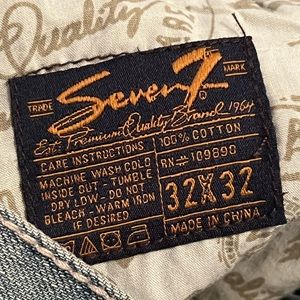 Quality
TRADE MARK
Seven7®
Est. Premium Quality Brand 1964
CARE INSTRUCTIONS
MACHINE WASH COLD
INSIDE OUT - TUMBLE
DRY LOW - DO NOT
BLEACH - WARM IRON
IF DESIRED
100% COTTON
RN# 109890
32X32
MADE IN CHINA